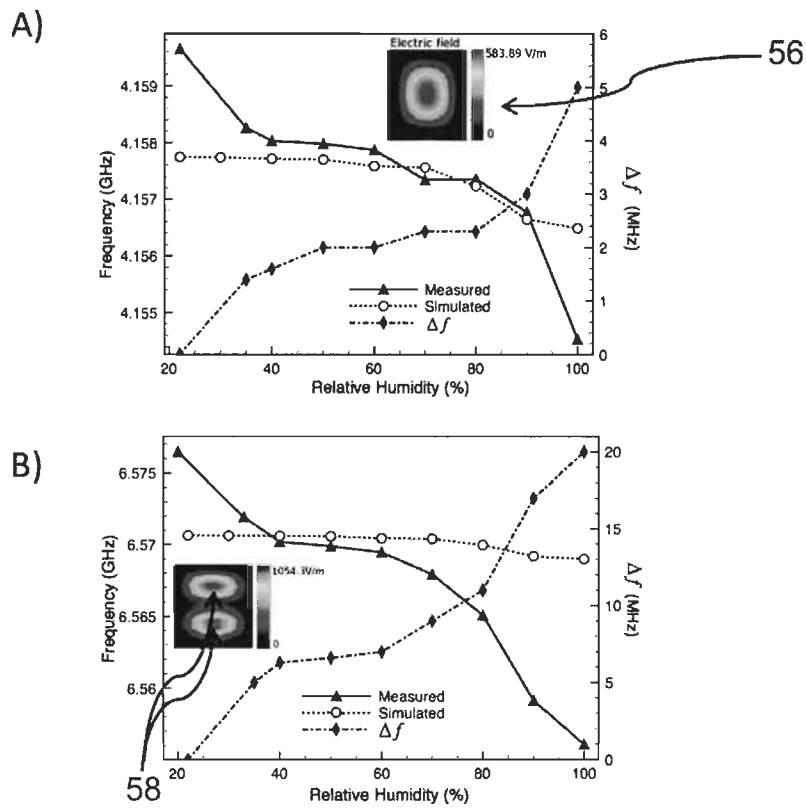 A)
Electric field
583.89 V/m
0
56
4.159
4.158
4.157
4.156
4.155
Frequency (GHz)
6
5
4
3
2
1
0
Δf (MHz)
Measured
Simulated
Δf
20 40 60 80 100
Relative Humidity (%)
B)
6.575
6.570
6.565
6.56
Frequency (GHz)
1054.3V/m
0
20
15
10
5
0
Δf (MHz)
Measured
Simulated
Δf
58
20 40 60 80 100
Relative Humidity (%)